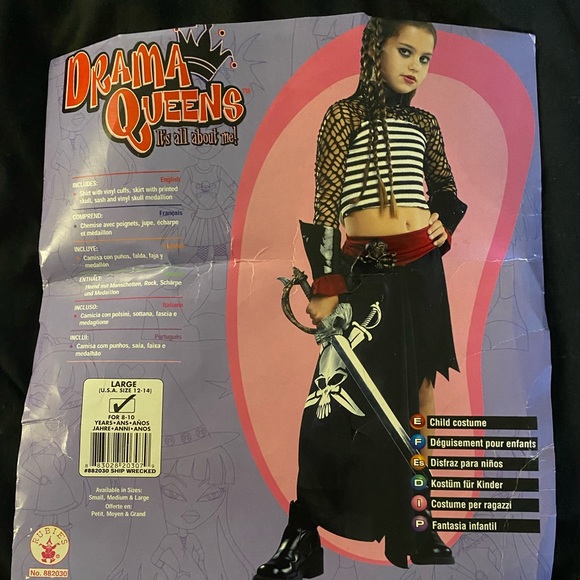 DRAMA
QUEENS™
It's all about me!
English
INCLUDES:
• Shirt with vinyl cuffs, skirt with printed
skull, sash and vinyl skull medallion
Français
COMPREND:
• Chemise avec poignets, jupe, écharpe
et médaillon
INCLUYE:
• Camisa con puños, falda, faja y
medallón
ENTHÄLT:
Hemd mit Manschetten, Rock, Schärpe
und Medaillon
Italiano
INCLUSO:
• Camicia con polsini, sottana, fascia e
medaglione
Português
INCLUI:
• Camisa com punhos, saia, faixa e
medalhão
LARGE
(U.S.A. SIZE 12-14)
FOR 8-10
YEARS•ANS•AÑOS
JAHRE•ANNI•ANOS
#882030 SHIP WRECKED
Available in Sizes:
Small, Medium & Large
Offerte en:
Petit, Moyen & Grand
RUBIE'S
No. 882030
E Child costume
F Déguisement pour enfants
Es Disfraz para niños
D Kostüm für Kinder
I Costume per ragazzi
P Fantasia infantil